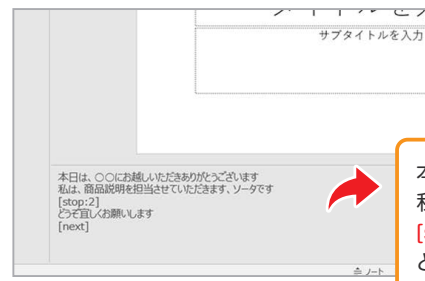 サブタイトルを入力
本日は、〇〇にお越しいただきありがとうございます
私は、商品説明を担当させていただきます、ソータです
[stop:2]
どうぞ宜しくお願いします
[next]
ノート